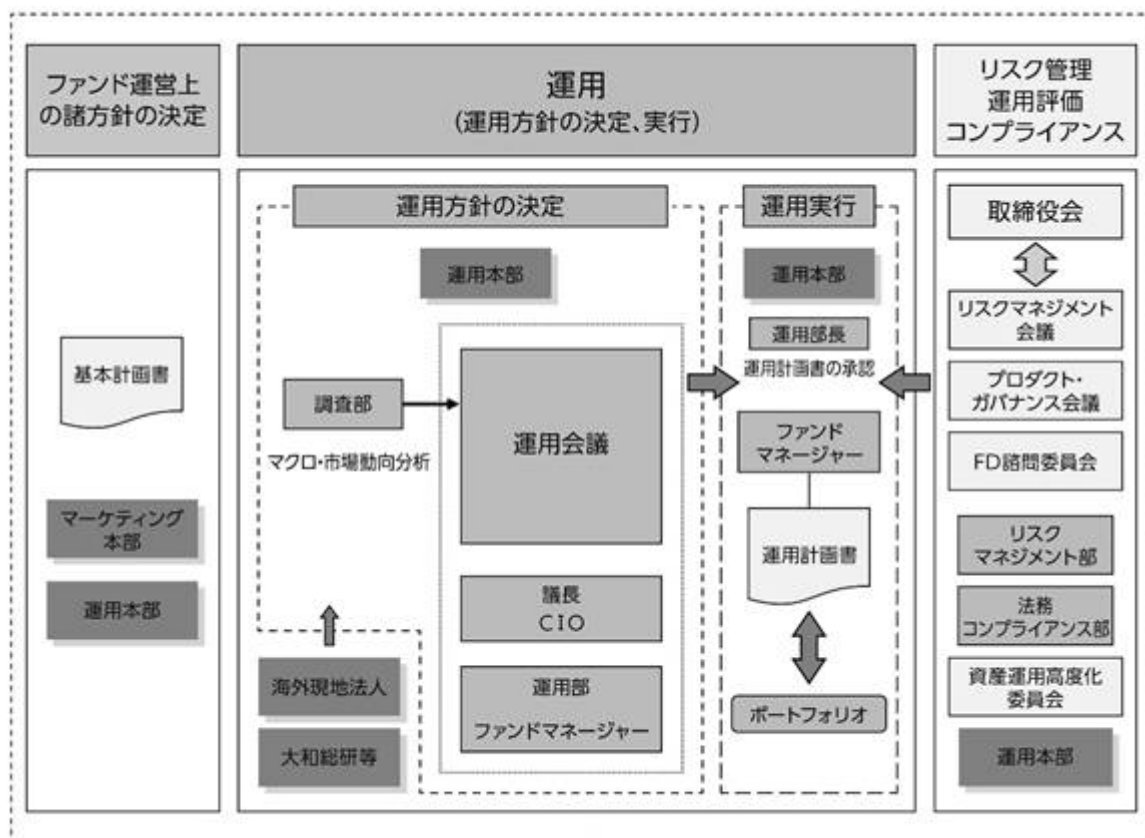 ファンド運営上
の諸方針の決定
基本計画書
マーケティング
本部
運用本部
運用
(運用方針の決定、実行)
運用方針の決定
運用本部
調査部
マクロ・市場動向分析
運用会議
議長
CIO
運用部
ファンドマネージャー
海外現地法人
大和総研等
運用実行
運用本部
運用部長
運用計画書の承認
ファンド
マネージャー
運用計画書
ポートフォリオ
リスク管理
運用評価
コンプライアンス
取締役会
リスクマネジメント
会議
プロダクト・
ガバナンス会議
FD諮問委員会
リスク
マネジメント部
法務
コンプライアンス部
資産運用高度化
委員会
運用本部